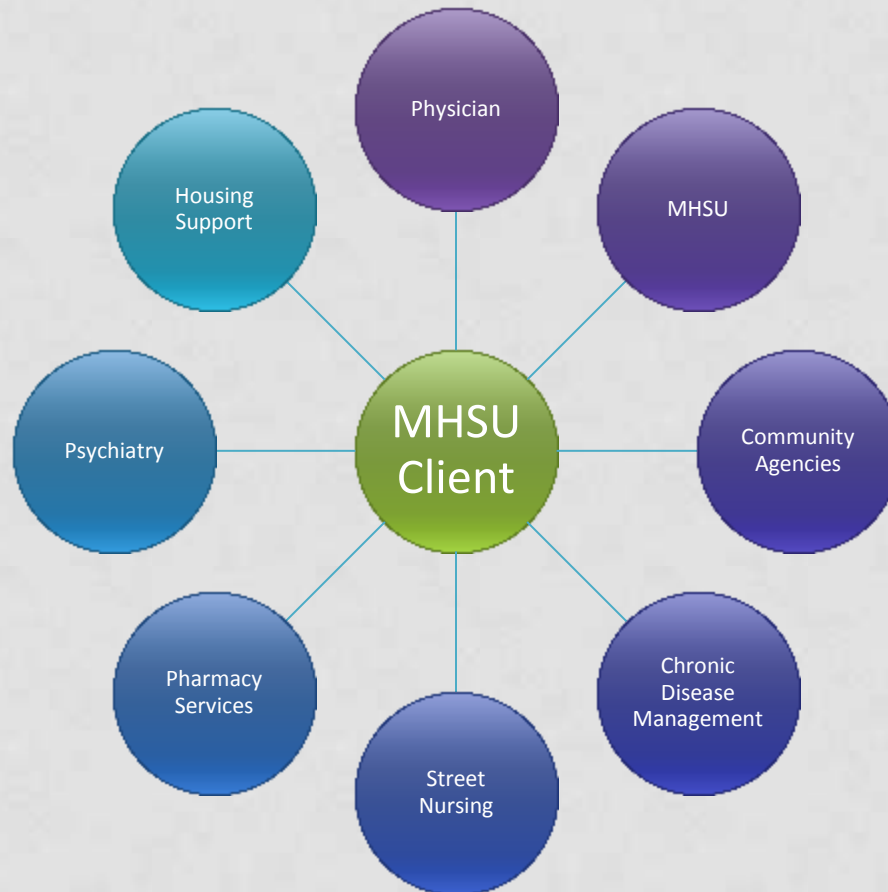 Physician
Housing
Support
MHSU
MHSU
Client
Psychiatry
Community
Agencies
Pharmacy
Services
Chronic
Disease
Management
Street
Nursing